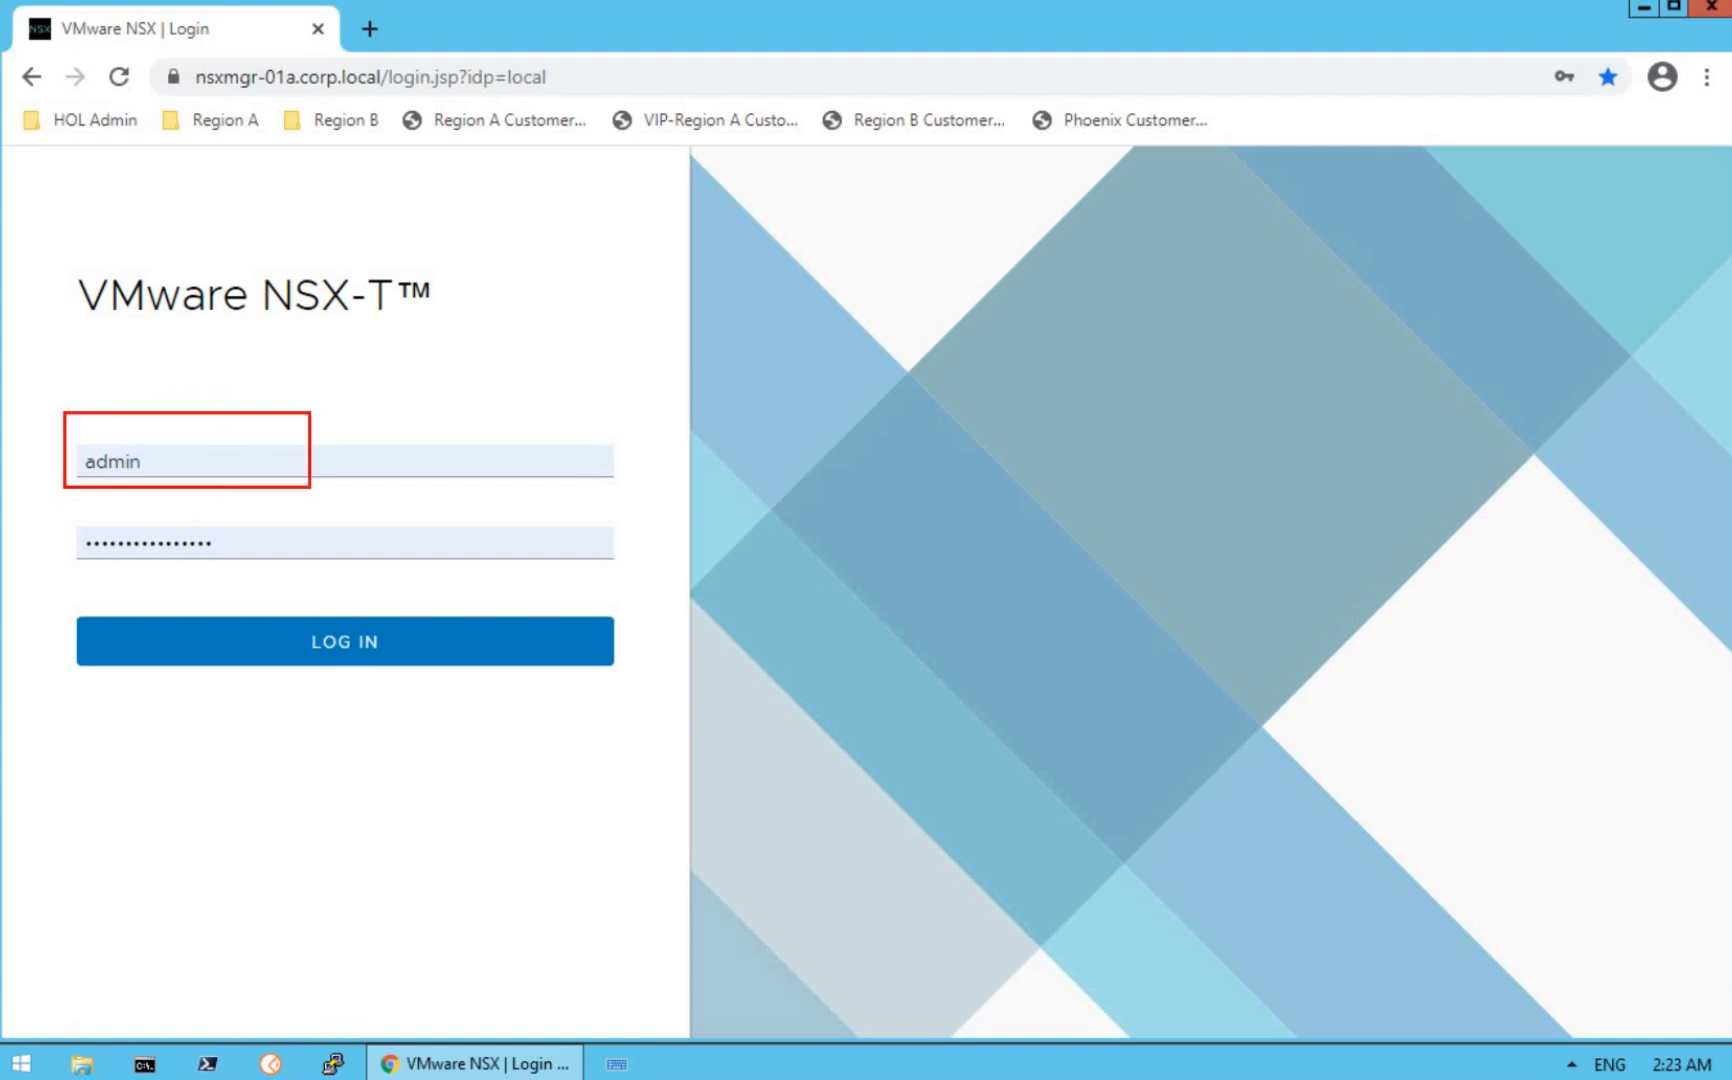 NSX
VMware NSX | Login
nsxmgr-01a.corp.local/login.jsp?idp=local
HOL Admin
Region A
Region B
Region A Customer...
VIP-Region A Custo...
Region B Customer...
Phoenix Customer...
VMware NSX-T™
admin
••••••••••••••••
LOG IN
VMware NSX | Login ...
ENG
2:23 AM